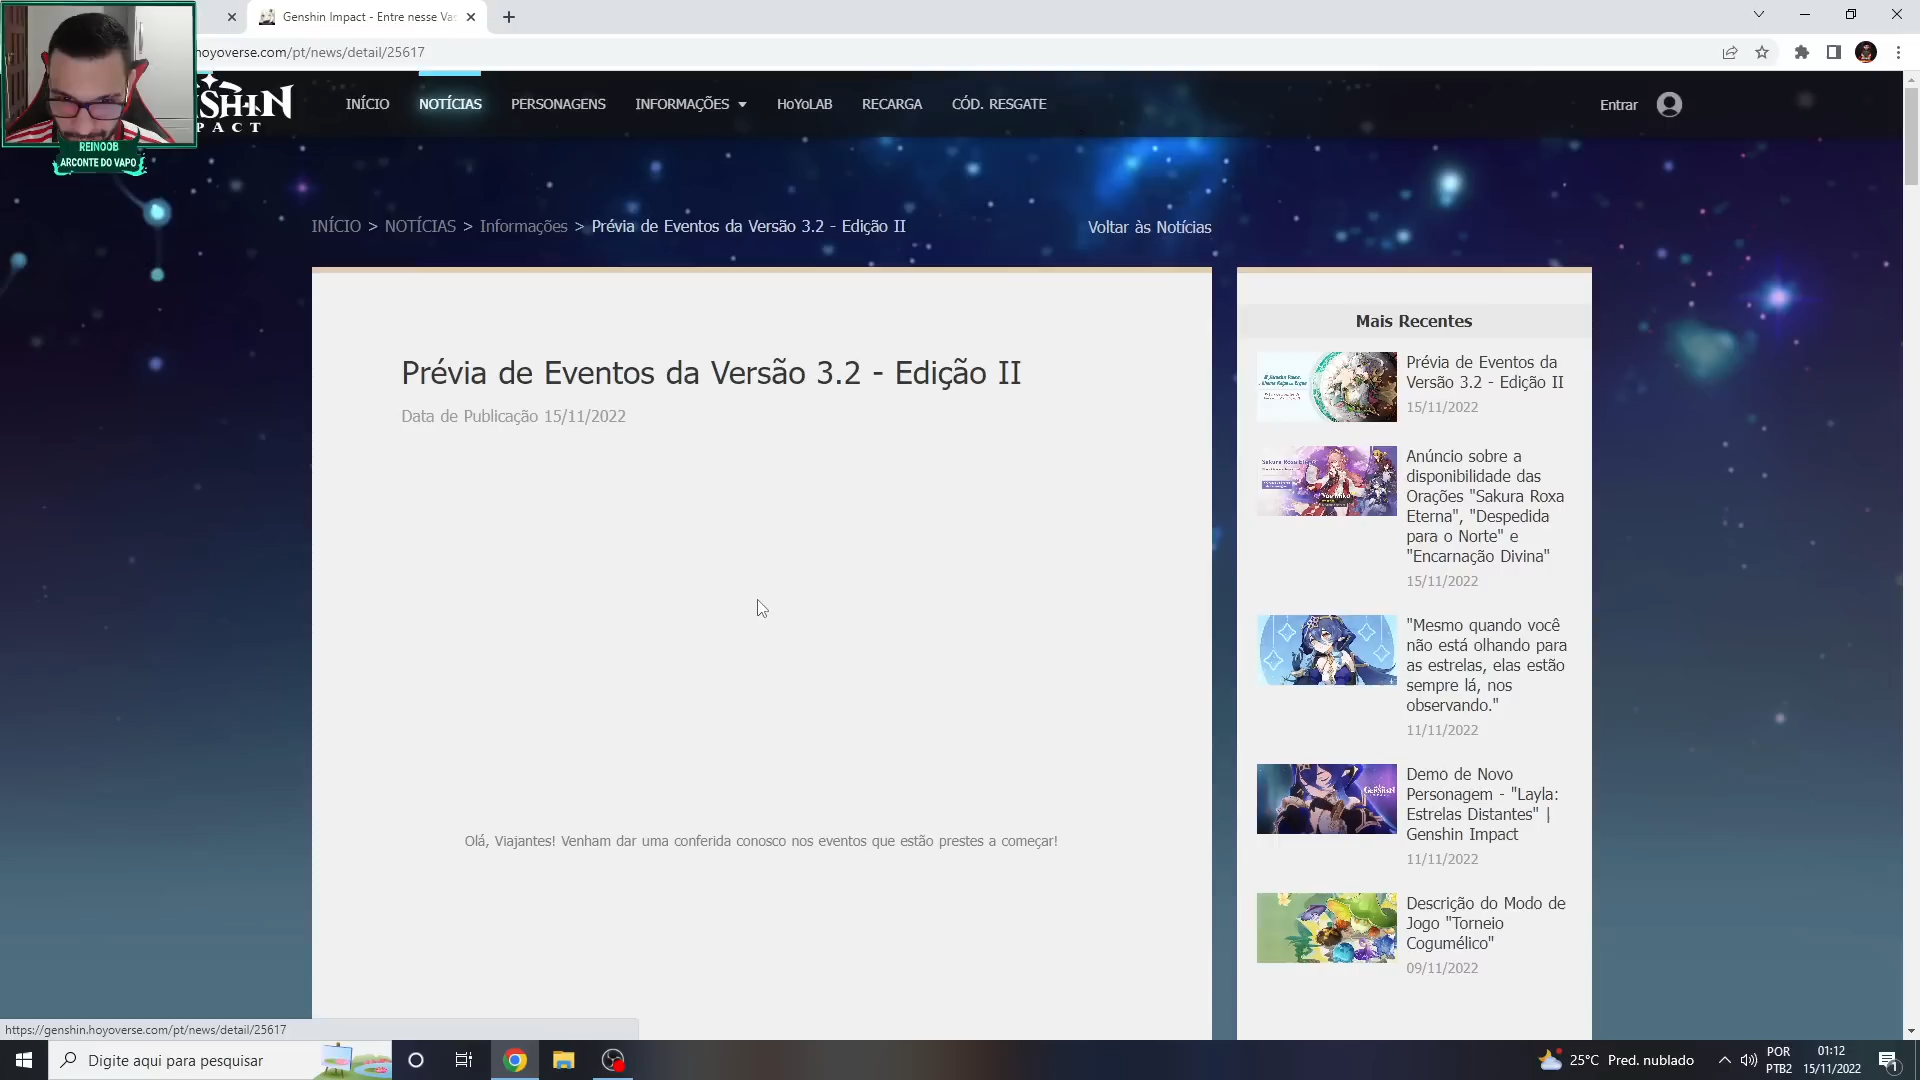 Genshin Impact - Entre nesse Vas
hoyoverse.com/pt/news/detail/25617
REINOOB
ARCONTE DO VAPO
SHIN
PACT
INÍCIO
NOTÍCIAS
PERSONAGENS
INFORMAÇÕES
HoYoLAB
RECARGA
CÓD. RESGATE
Entrar
INÍCIO > NOTÍCIAS > Informações > Prévia de Eventos da Versão 3.2 - Edição II
Voltar às Notícias
Prévia de Eventos da Versão 3.2 - Edição II
Data de Publicação 15/11/2022
Olá, Viajantes! Venham dar uma conferida conosco nos eventos que estão prestes a começar!
Mais Recentes
Prévia de Eventos da
Versão 3.2 - Edição II
15/11/2022
Anúncio sobre a
disponibilidade das
Orações "Sakura Roxa
Eterna", "Despedida
para o Norte" e
"Encarnação Divina"
15/11/2022
"Mesmo quando você
não está olhando para
as estrelas, elas estão
sempre lá, nos
observando."
11/11/2022
Demo de Novo
Personagem - "Layla:
Estrelas Distantes" |
Genshin Impact
11/11/2022
Descrição do Modo de
Jogo "Torneio
Cogumélico"
09/11/2022
https://genshin.hoyoverse.com/pt/news/detail/25617
Digite aqui para pesquisar
25°C Pred. nublado
POR
PTB2
01:12
15/11/2022
1